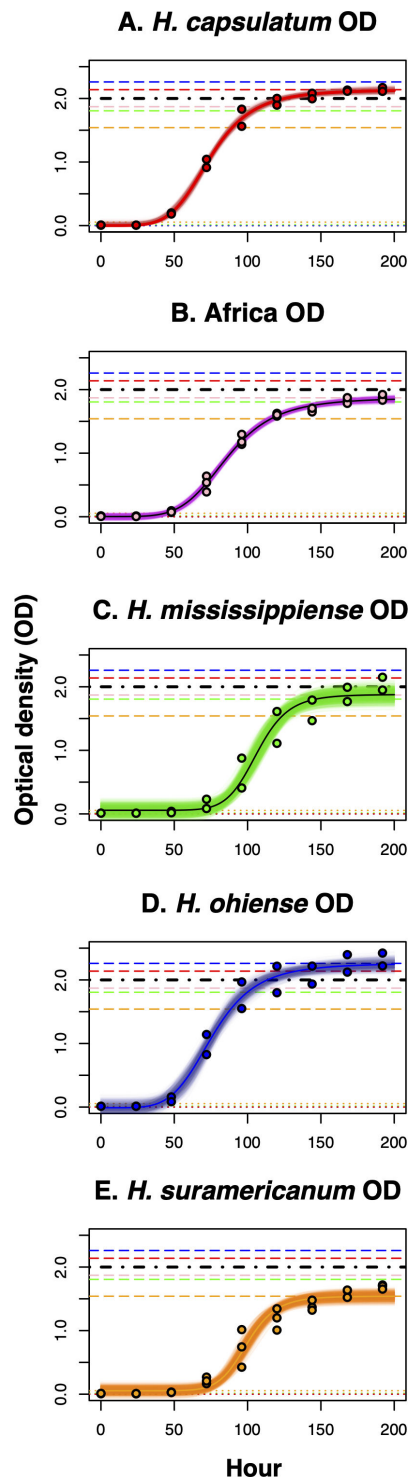 A. H. capsulatum OD
2.0
1.0
0.0
0 50 100 150 200
B. Africa OD
2.0
1.0
0.0
0 50 100 150 200
C. H. mississippiense OD
2.0
1.0
0.0
0 50 100 150 200
Optical density (OD)
D. H. ohiense OD
2.0
1.0
0.0
0 50 100 150 200
E. H. suramericanum OD
2.0
1.0
0.0
0 50 100 150 200
Hour